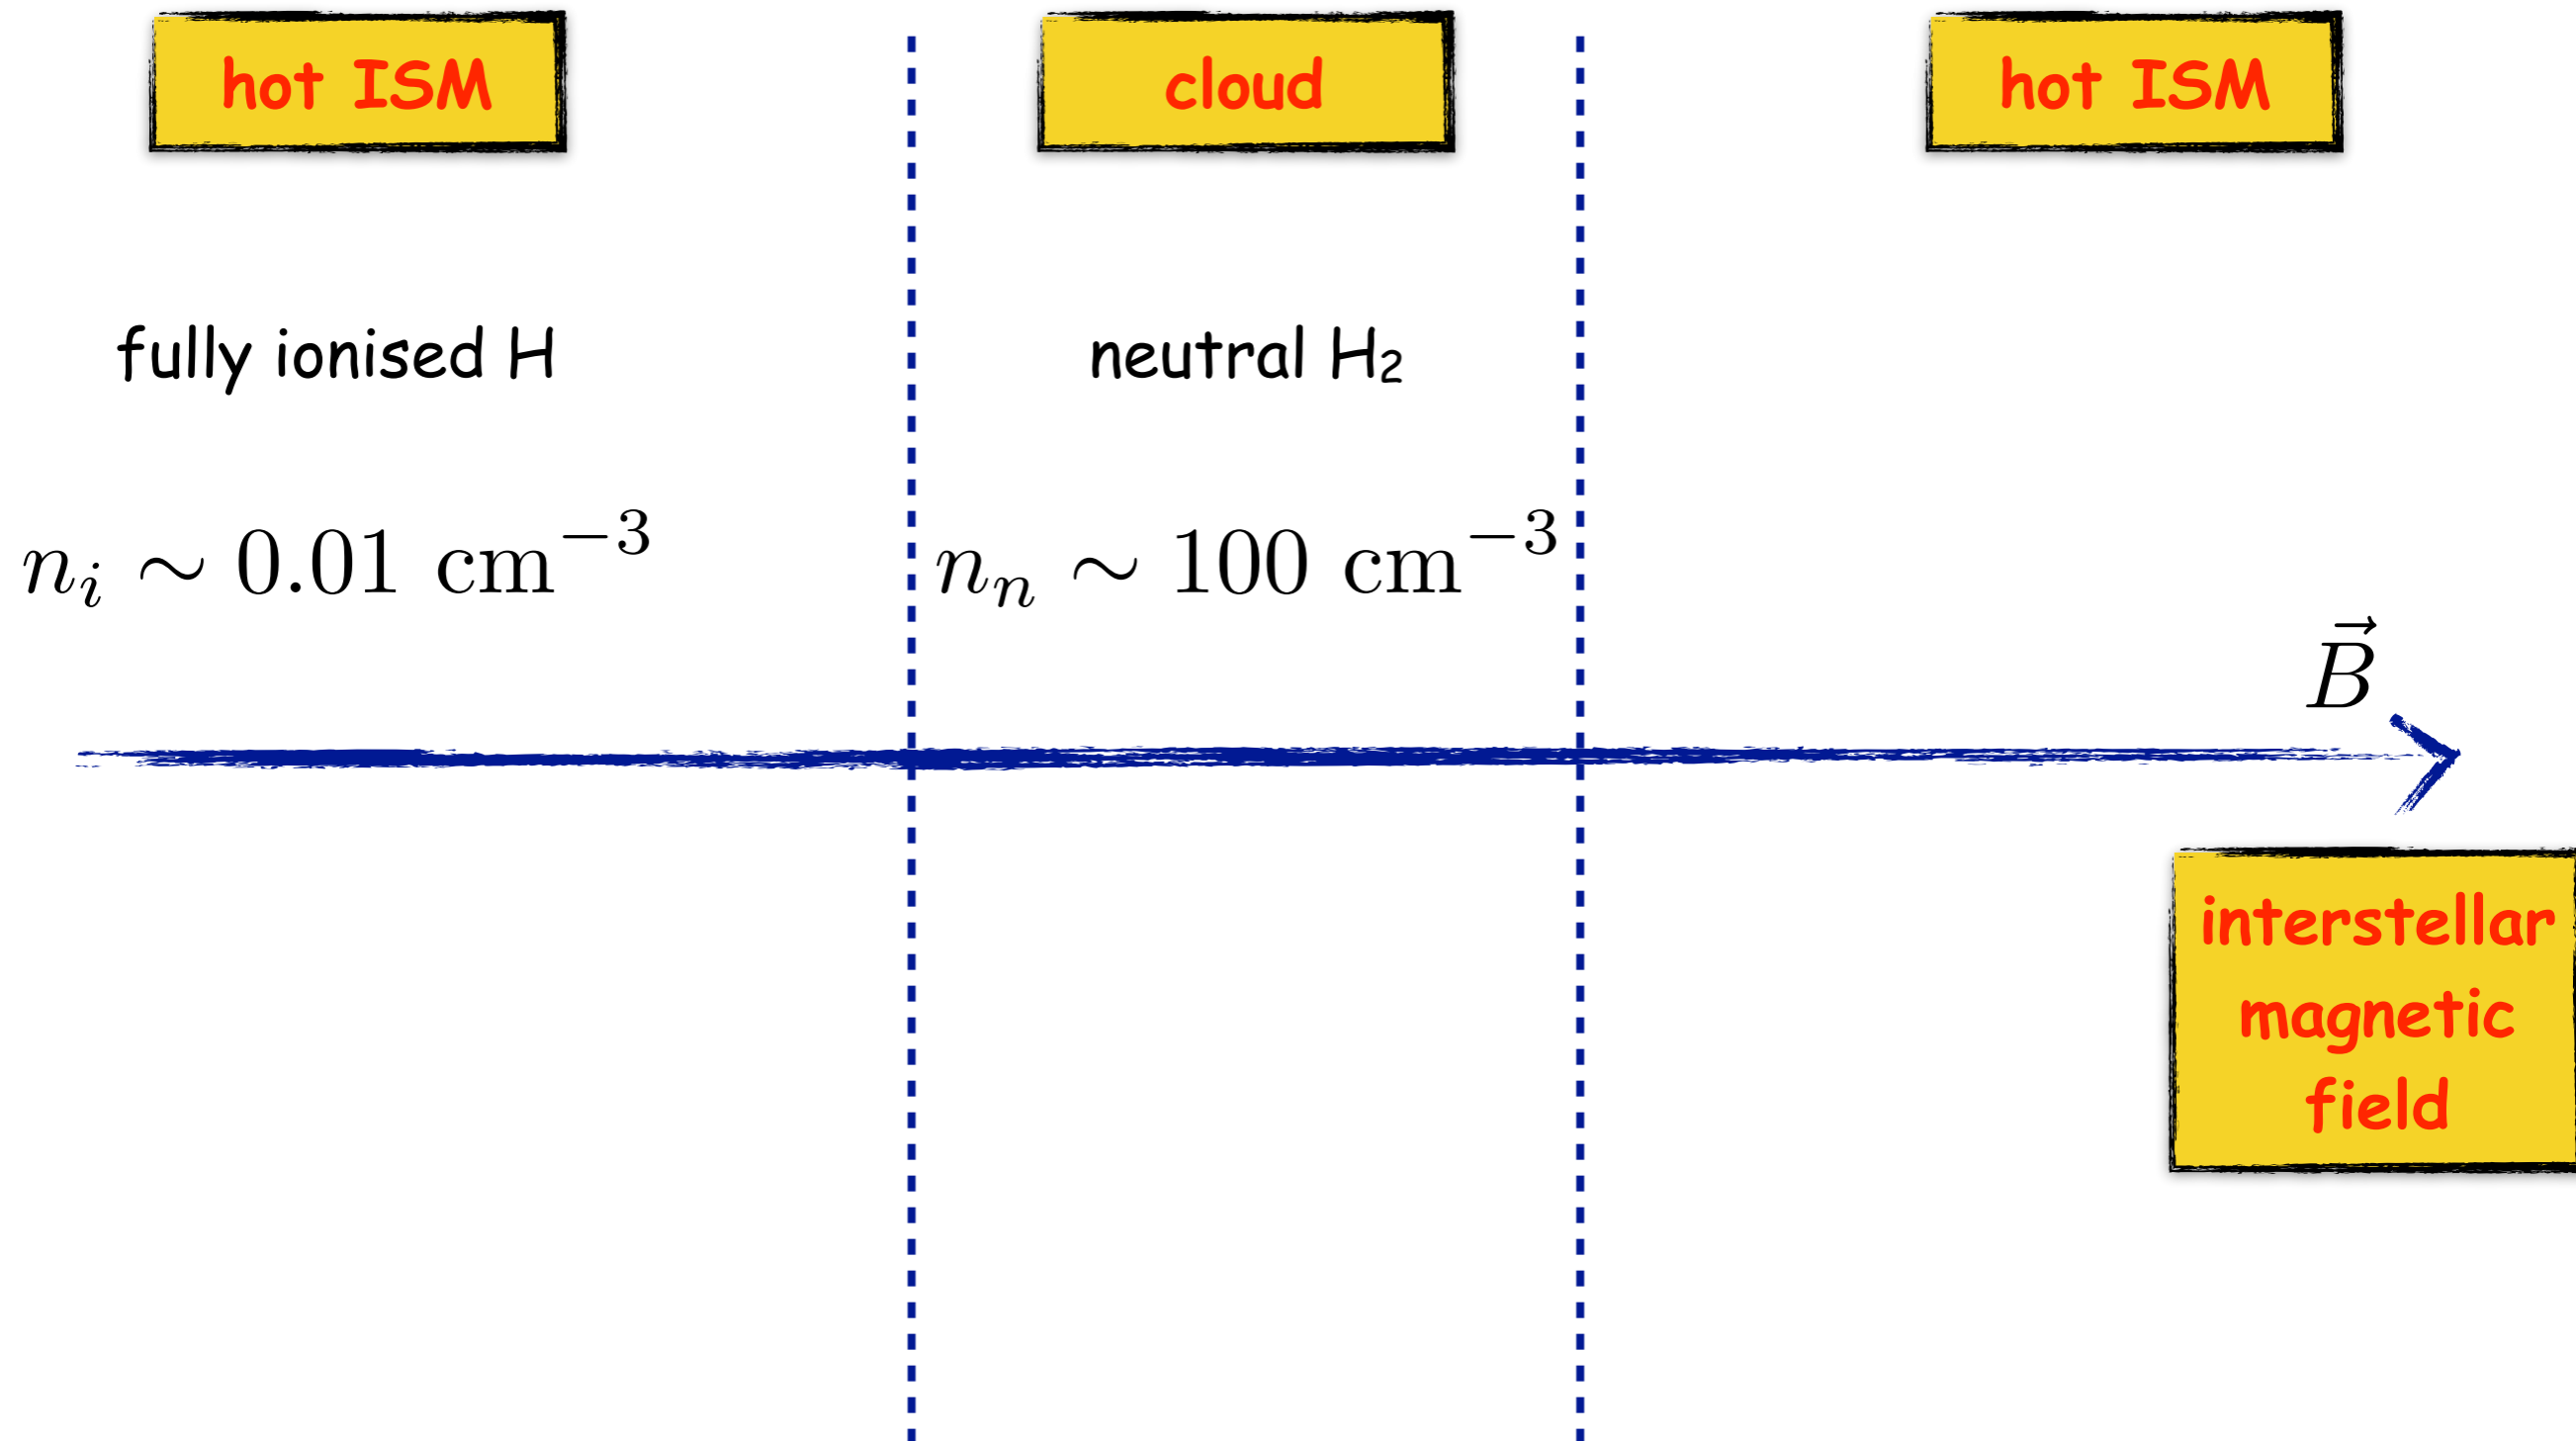 hot ISM
cloud
hot ISM
fully ionised H
neutral H₂
n_i ∼ 0.01 cm⁻³
n_n ∼ 100 cm⁻³
B⃗
interstellar
magnetic
field